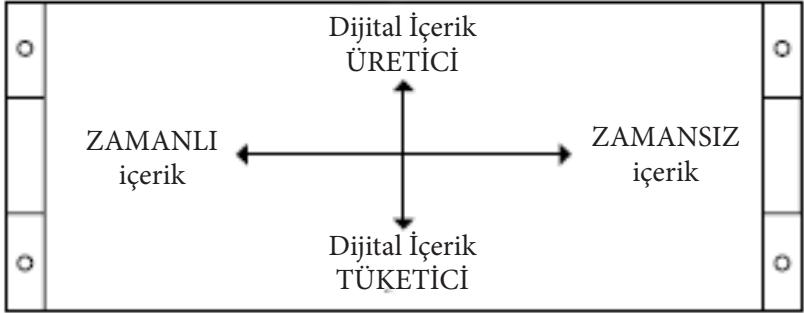 Dijital İçerik
ÜRETİCİ
ZAMANLI
içerik
ZAMANSIZ
içerik
Dijital İçerik
TÜKETİCİ